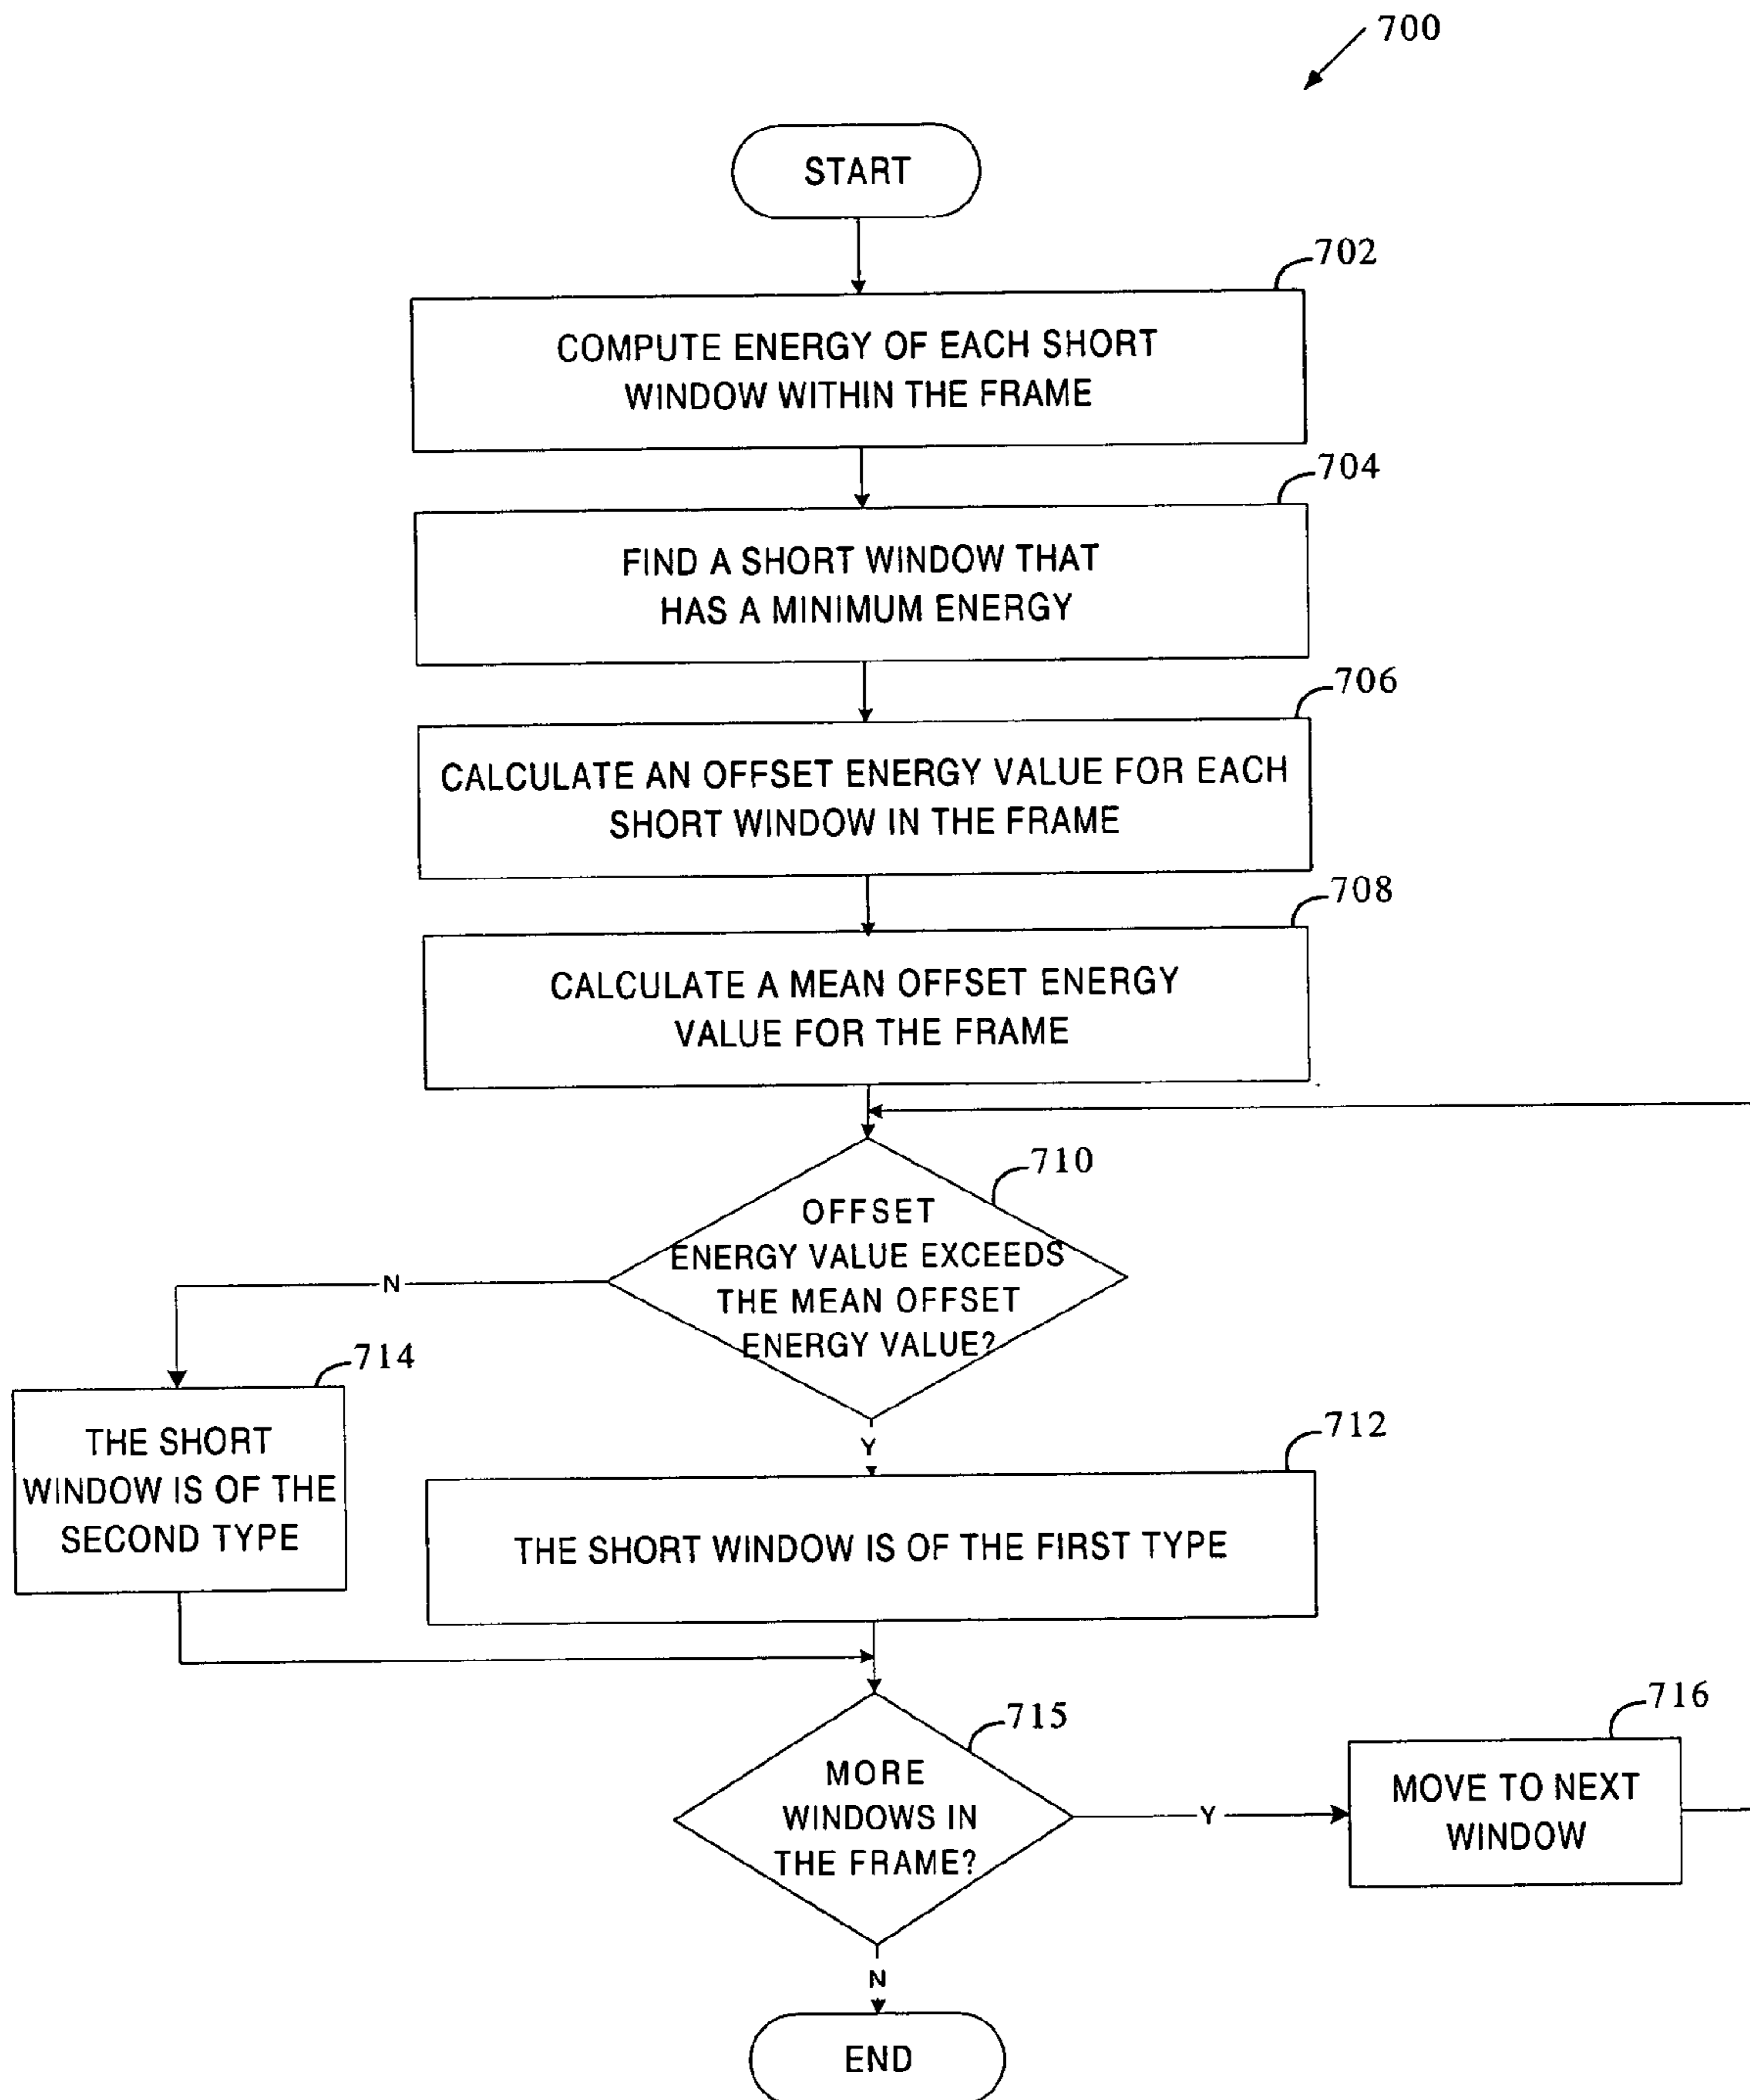 700
START
702
COMPUTE ENERGY OF EACH SHORT
WINDOW WITHIN THE FRAME
704
FIND A SHORT WINDOW THAT
HAS A MINIMUM ENERGY
706
CALCULATE AN OFFSET ENERGY VALUE FOR EACH
SHORT WINDOW IN THE FRAME
708
CALCULATE A MEAN OFFSET ENERGY
VALUE FOR THE FRAME
710
OFFSET
ENERGY VALUE EXCEEDS
THE MEAN OFFSET
ENERGY VALUE?
N
714
THE SHORT
WINDOW IS OF THE
SECOND TYPE
Y
712
THE SHORT WINDOW IS OF THE FIRST TYPE
715
MORE
WINDOWS IN
THE FRAME?
Y
716
MOVE TO NEXT
WINDOW
N
END